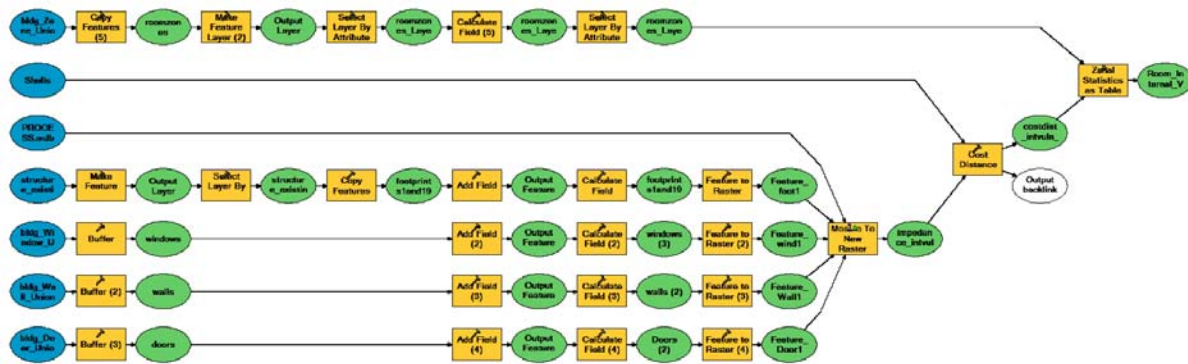 bldg_Zo
ne_Unio
Copy
Features
(5)
roomzon
es
Make
Feature
Layer (2)
Output
Layer
Select
Layer By
Attribute
roomzon
es_Laye
Calculate
Field (5)
roomzon
es_Laye
Select
Layer By
Attribute
roomzon
es_Laye
Zonal
Statistics
as Table
Room_In
ternal_V
Shells
PROCE
SS.mdb
costdist
_intvuln_
Cost
Distance
Output
backlink
structur
e_existi
Make
Feature
Output
Layer
Select
Layer By
structur
e_existin
Copy
Features
footprint
s1and19
Add Field
Output
Feature
Calculate
Field
footprint
s1and19
Feature to
Raster
Feature_
foot1
bldg_Wi
ndow_U
Buffer
windows
Add Field
(2)
Output
Feature
Calculate
Field (2)
windows
(3)
Feature to
Raster (2)
Feature_
wind1
Mosaic To
New
Raster
impedan
ce_intvul
bldg_Wa
ll_Union
Buffer (2)
walls
Add Field
(3)
Output
Feature
Calculate
Field (3)
walls (2)
Feature to
Raster (3)
Feature_
Wall1
bldg_Do
or_Unio
Buffer (3)
doors
Add Field
(4)
Output
Feature
Calculate
Field (4)
Doors
(2)
Feature to
Raster (4)
Feature_
Door1